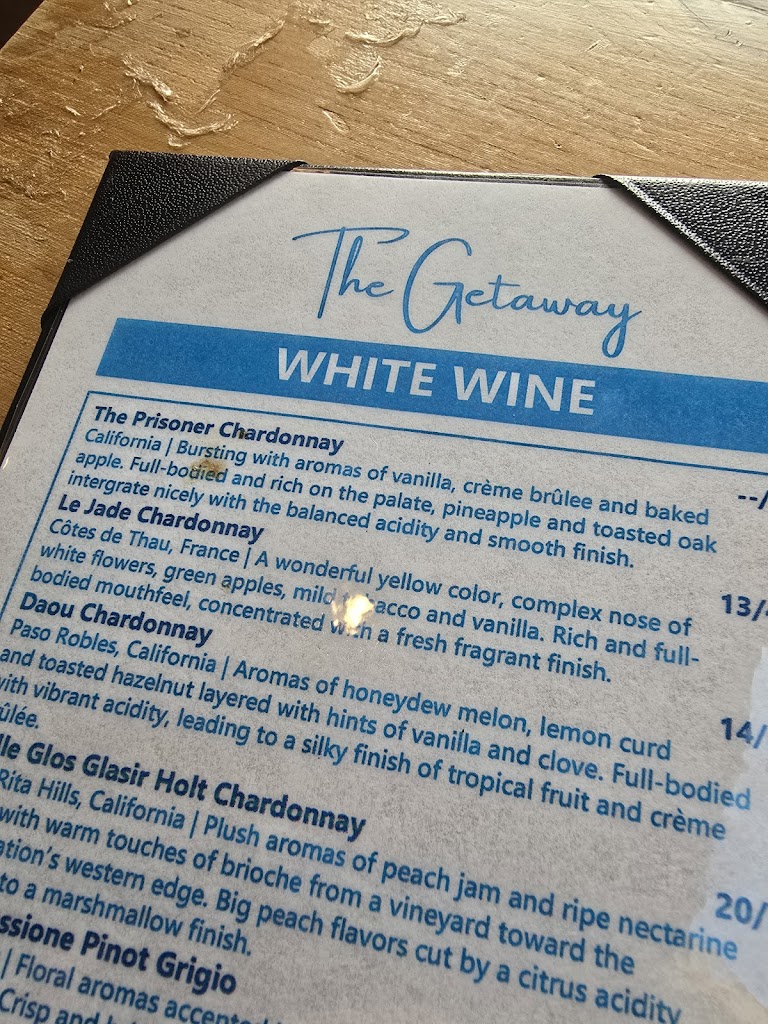 The Getaway
WHITE WINE
The Prisoner Chardonnay
California | Bursting with aromas of vanilla, crème brûlee and baked
apple. Full-bodied and rich on the palate, pineapple and toasted oak --/
intergrate nicely with the balanced acidity and smooth finish.
Le Jade Chardonnay
Côtes de Thau, France | A wonderful yellow color, complex nose of
white flowers, green apples, mild tobacco and vanilla. Rich and full- 13/
bodied mouthfeel, concentrated with a fresh fragrant finish.
Daou Chardonnay
Paso Robles, California | Aromas of honeydew melon, lemon curd
and toasted hazelnut layered with hints of vanilla and clove. Full-bodied 14/
with vibrant acidity, leading to a silky finish of tropical fruit and crème
ûlée.
lle Glos Glasir Holt Chardonnay
Rita Hills, California | Plush aromas of peach jam and ripe nectarine 20/
with warm touches of brioche from a vineyard toward the
ation's western edge. Big peach flavors cut by a citrus acidity
to a marshmallow finish.
ssione Pinot Grigio
| Floral aromas accented
Crisp and